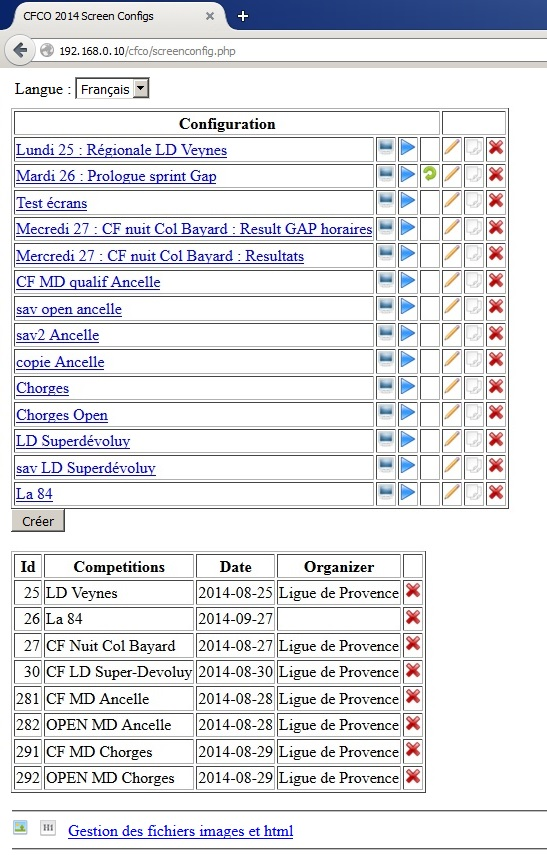 CFCO 2014 Screen Configs
192.168.0.10/cfco/screenconfig.php
Langue : Français
Configuration
Lundi 25 : Régionale LD Veynes
Mardi 26 : Prologue sprint Gap
Test écrans
Mecredi 27 : CF nuit Col Bayard : Result GAP horaires
Mercredi 27 : CF nuit Col Bayard : Resultats
CF MD qualif Ancelle
sav open ancelle
sav2 Ancelle
copie Ancelle
Chorges
Chorges Open
LD Superdévoluy
sav LD Superdévoluy
La 84
Créer
Id Competitions Date Organizer
25 LD Veynes 2014-08-25 Ligue de Provence
26 La 84 2014-09-27
27 CF Nuit Col Bayard 2014-08-27 Ligue de Provence
30 CF LD Super-Devoluy 2014-08-30 Ligue de Provence
281 CF MD Ancelle 2014-08-28 Ligue de Provence
282 OPEN MD Ancelle 2014-08-28 Ligue de Provence
291 CF MD Chorges 2014-08-29 Ligue de Provence
292 OPEN MD Chorges 2014-08-29 Ligue de Provence
Gestion des fichiers images et html